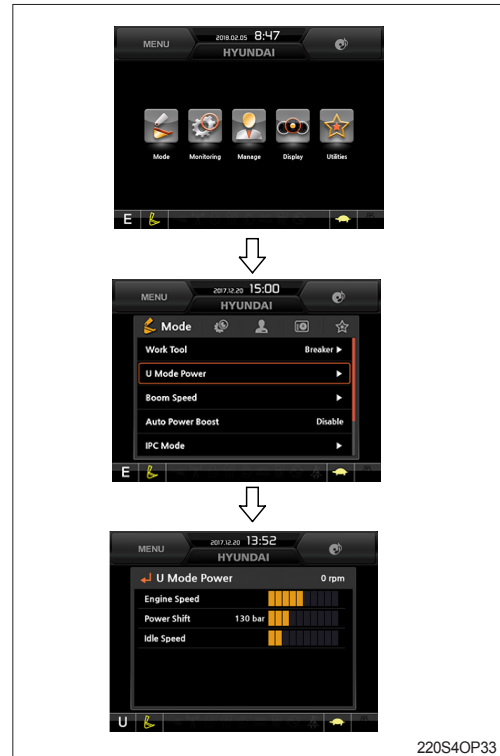 MENU 2018.02.05 8:47
HYUNDAI
Mode Monitoring Manage Display Utilities
E
MENU 2017.12.20 15:00
HYUNDAI
Mode
Work Tool Breaker ▶
U Mode Power ▶
Boom Speed ▶
Auto Power Boost Disable
IPC Mode ▶
E
MENU 2017.12.20 13:52
HYUNDAI
U Mode Power 0 rpm
Engine Speed
Power Shift 130 bar
Idle Speed
U
220S4OP33